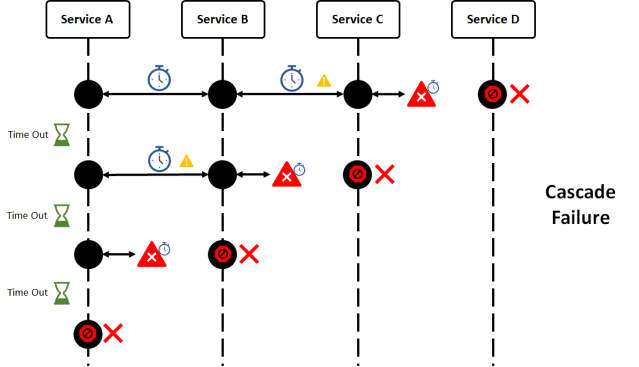 Service A
Service B
Service C
Service D
Time Out
Time Out
Cascade
Failure
Time Out